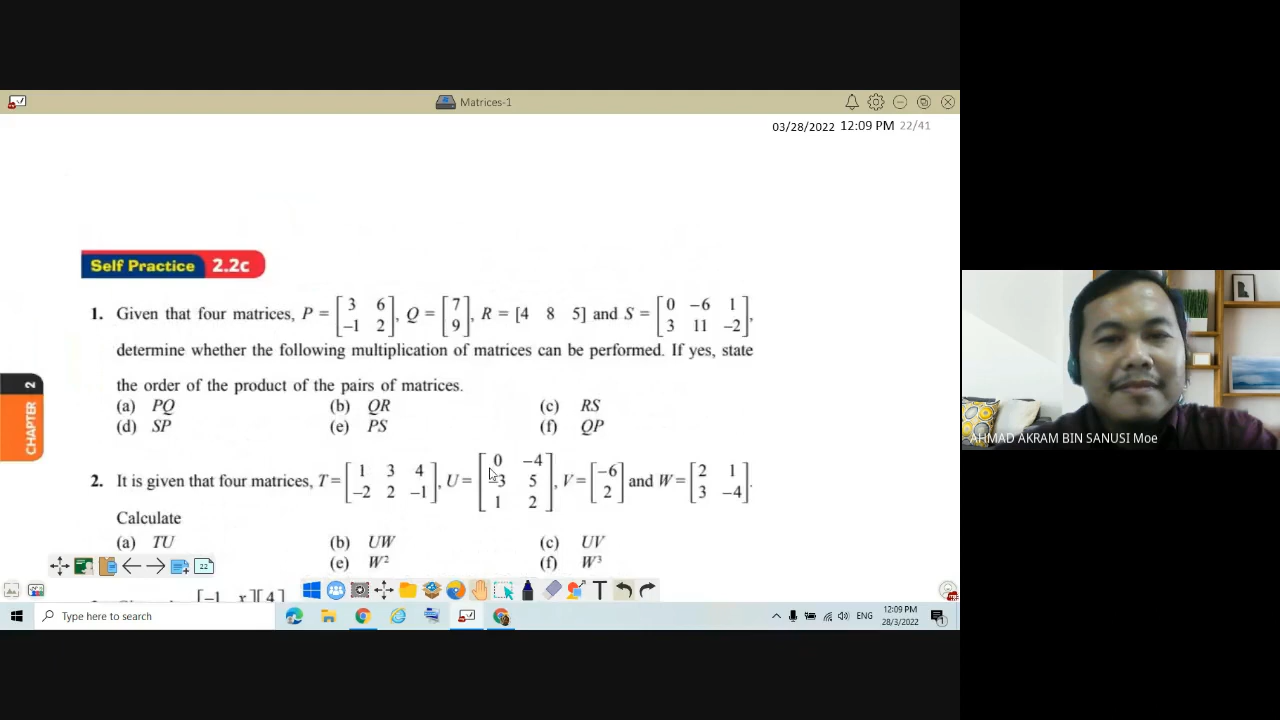 Matrices-1
03/28/2022 12:09 PM 22/41
Self Practice 2.2c
1. Given that four matrices, P = [3 6; −1 2], Q = [7; 9], R = [4 8 5] and S = [0 −6 1; 3 11 −2],
determine whether the following multiplication of matrices can be performed. If yes, state
the order of the product of the pairs of matrices.
(a) PQ (b) QR (c) RS
(d) SP (e) PS (f) QP
CHAPTER 2
2. It is given that four matrices, T = [1 3 4; −2 2 −1], U = [0 −4; −3 5; 1 2], V = [−6; 2] and W = [2 1; 3 −4].
Calculate
(a) TU (b) UW (c) UV
(e) W² (f) W³
[−1 x][4]
22
T
Type here to search
ENG
12:09 PM
28/3/2022
AHMAD AKRAM BIN SANUSI Moe